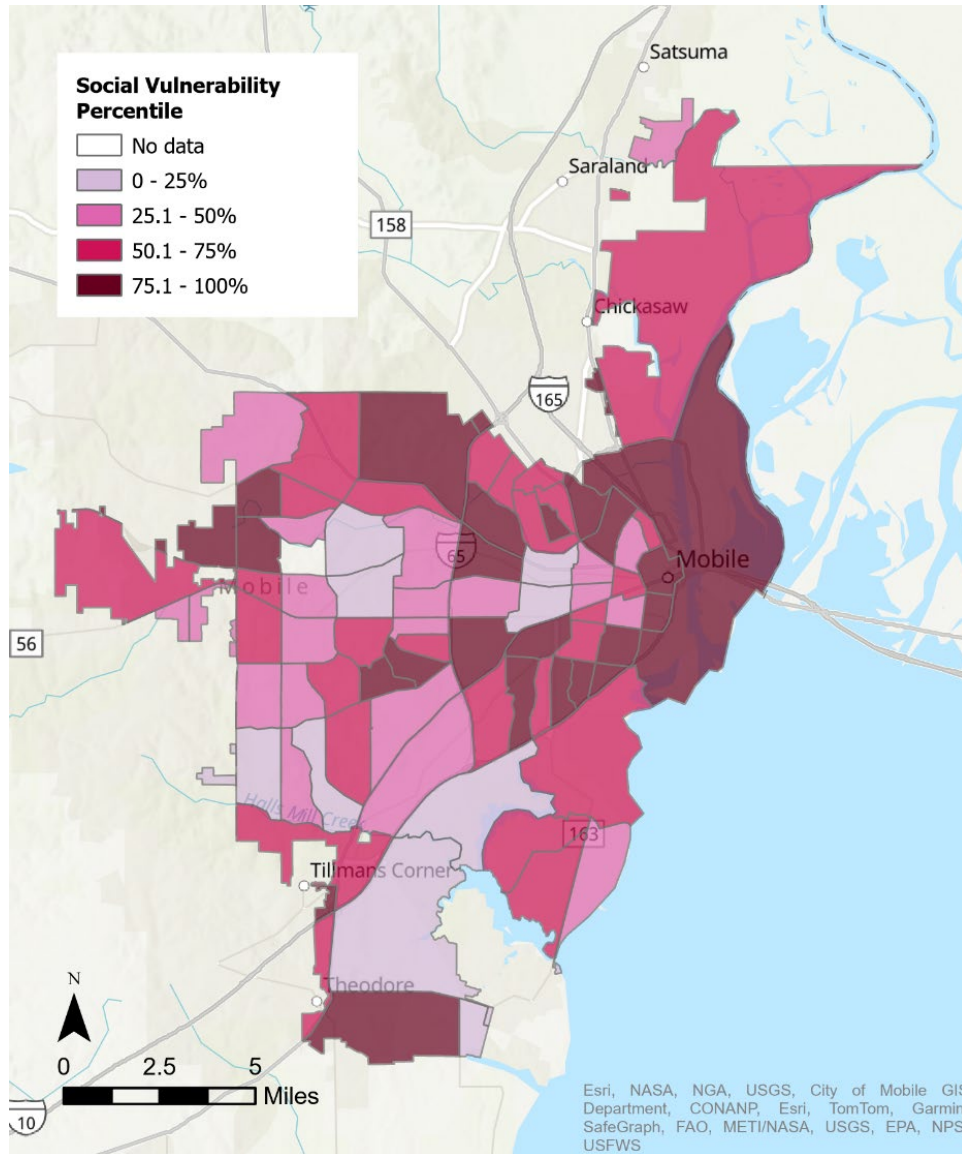 Satsuma
Social Vulnerability
Percentile
No data
0 - 25%
25.1 - 50%
50.1 - 75%
75.1 - 100%
Saraland
158
Chickasaw
165
65
Mobile
Mobile
56
Halls Mill Creek
163
Tillmans Corner
N
Theodore
0 2.5 5
Miles
10
Esri, NASA, NGA, USGS, City of Mobile GIS
Department, CONANP, Esri, TomTom, Garmin
SafeGraph, FAO, METI/NASA, USGS, EPA, NPS
USFWS